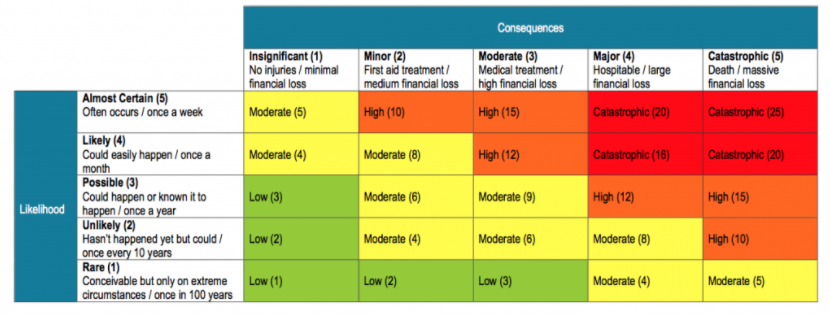 Consequences
Insignificant (1)
No injuries / minimal
financial loss
Minor (2)
First aid treatment /
medium financial loss
Moderate (3)
Medical treatment /
high financial loss
Major (4)
Hospitable / large
financial loss
Catastrophic (5)
Death / massive
financial loss
Likelihood
Almost Certain (5)
Often occurs / once a week
Moderate (5)
High (10)
High (15)
Catastrophic (20)
Catastrophic (25)
Likely (4)
Could easily happen / once a
month
Moderate (4)
Moderate (8)
High (12)
Catastrophic (16)
Catastrophic (20)
Possible (3)
Could happen or known it to
happen / once a year
Low (3)
Moderate (6)
Moderate (9)
High (12)
High (15)
Unlikely (2)
Hasn't happened yet but could /
once every 10 years
Low (2)
Moderate (4)
Moderate (6)
Moderate (8)
High (10)
Rare (1)
Conceivable but only on extreme
circumstances / once in 100 years
Low (1)
Low (2)
Low (3)
Moderate (4)
Moderate (5)